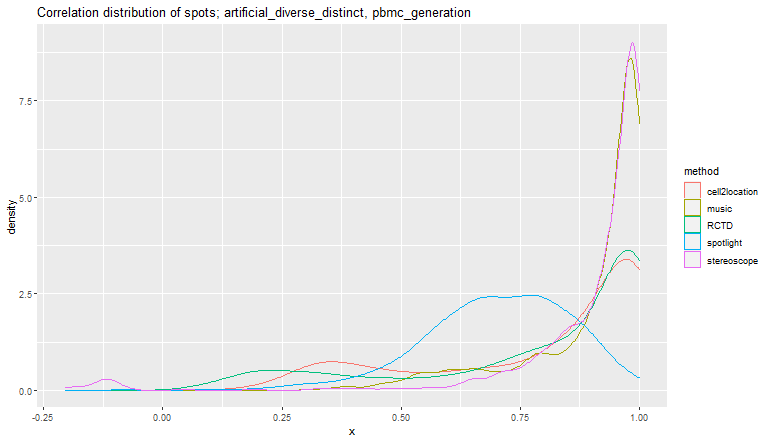 Correlation distribution of spots; artificial_diverse_distinct, pbmc_generation
7.5
5.0
2.5
0.0
density
-0.25
0.00
0.25
0.50
0.75
1.00
x
method
cell2location
music
RCTD
spotlight
stereoscope